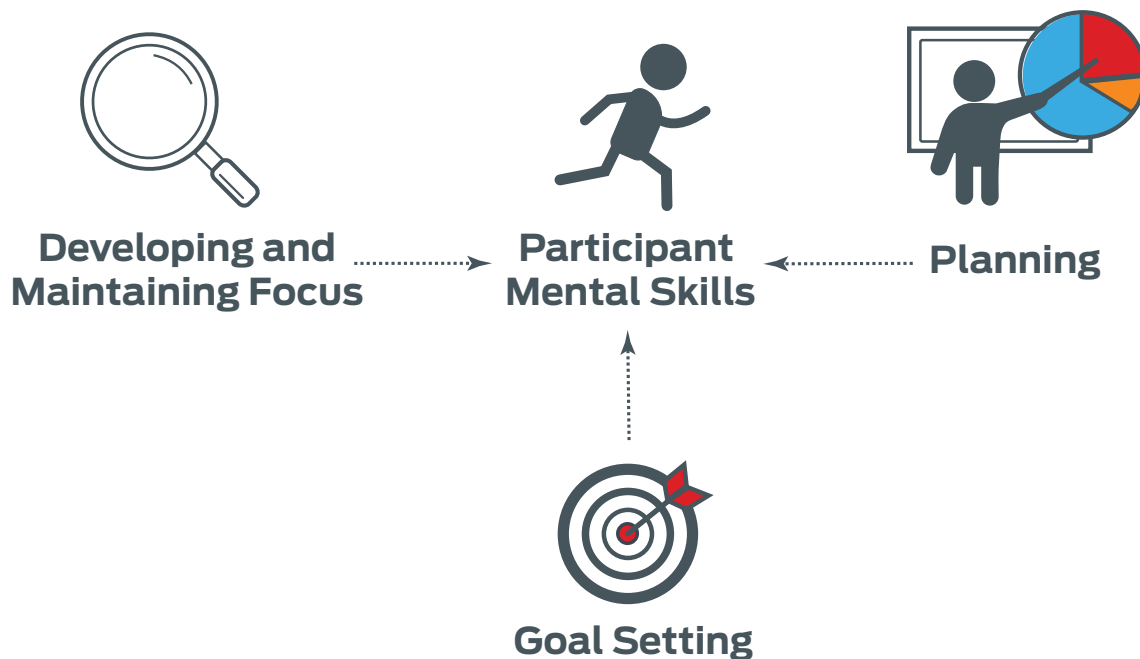 Developing and
Maintaining Focus
Participant
Mental Skills
Planning
Goal Setting